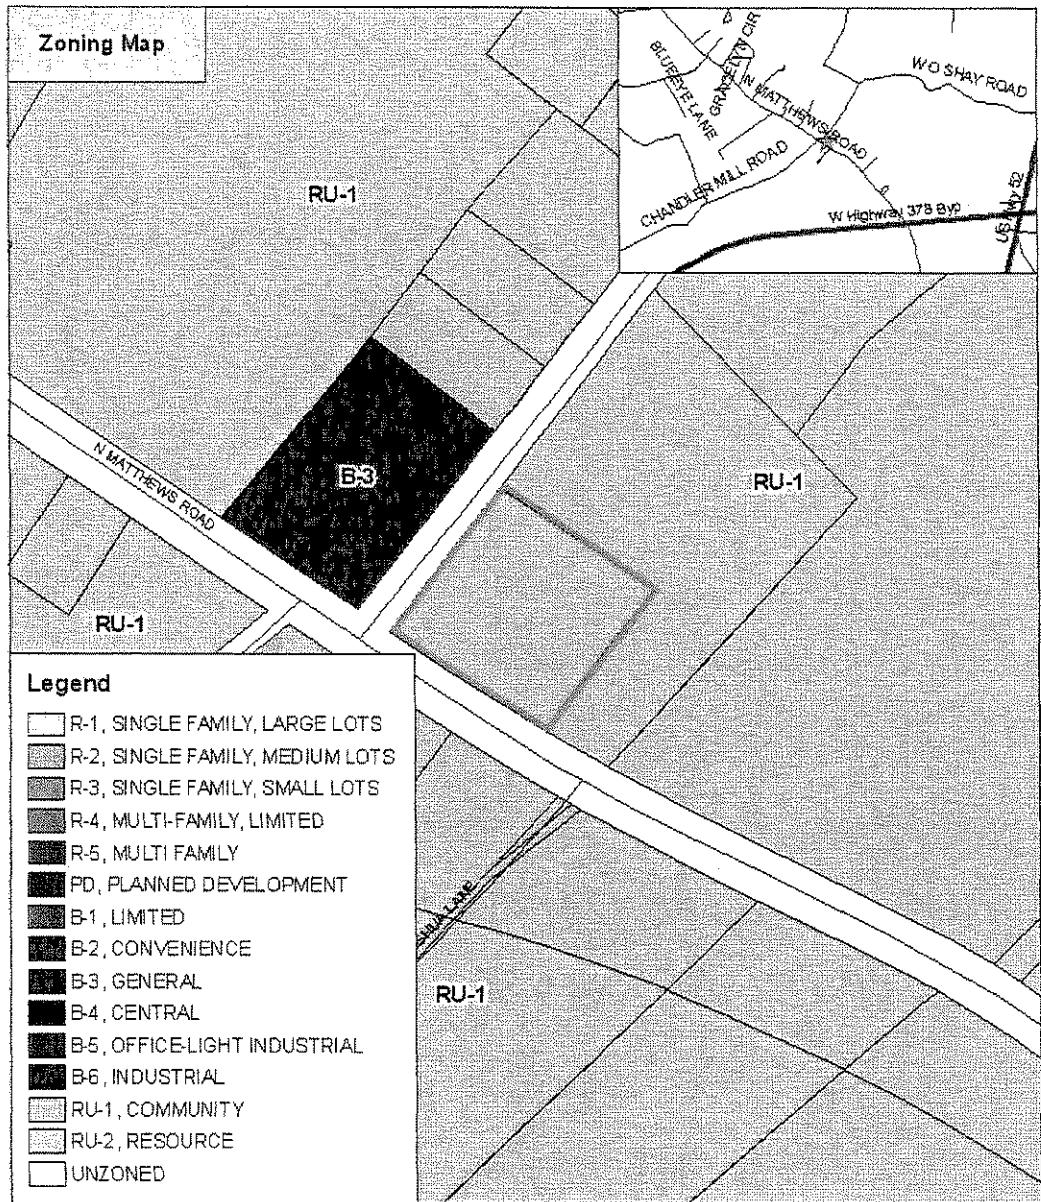 Zoning Map
BLUEEYE LANE
GRACELYN CIR
N MATTHEWS ROAD
W O SHAY ROAD
CHANDLER MILL ROAD
W Highway 378 Byp
US Hwy 52
RU-1
B-3
RU-1
N MATTHEWS ROAD
RU-1
LANE
RU-1
Legend
R-1, SINGLE FAMILY, LARGE LOTS
R-2, SINGLE FAMILY, MEDIUM LOTS
R-3, SINGLE FAMILY, SMALL LOTS
R-4, MULTI-FAMILY, LIMITED
R-5, MULTI FAMILY
PD, PLANNED DEVELOPMENT
B-1, LIMITED
B-2, CONVENIENCE
B-3, GENERAL
B-4, CENTRAL
B-5, OFFICE-LIGHT INDUSTRIAL
B-6, INDUSTRIAL
RU-1, COMMUNITY
RU-2, RESOURCE
UNZONED